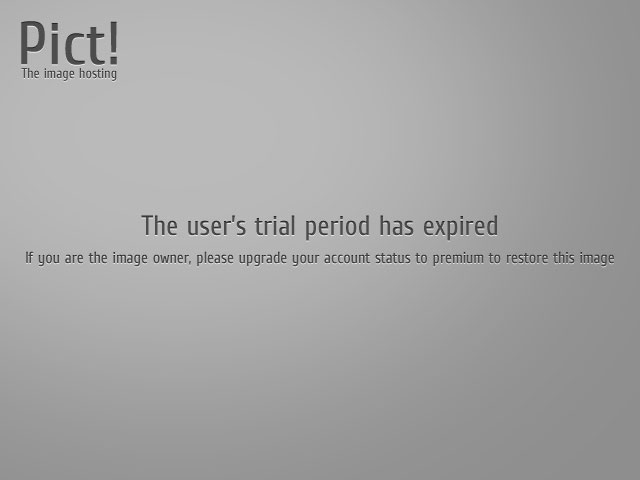 Pict!
The image hosting
The user's trial period has expired
If you are the image owner, please upgrade your account status to premium to restore this image